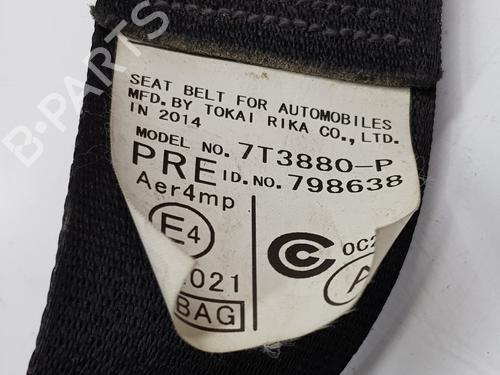 B-PARTS
SEAT BELT FOR AUTOMOBILES
MFD. BY TOKAI RIKA CO., LTD.
IN 2014
MODEL NO. 7T3880-P
PRE ID.NO. 798638
Aer4mp
E4
021
BAG